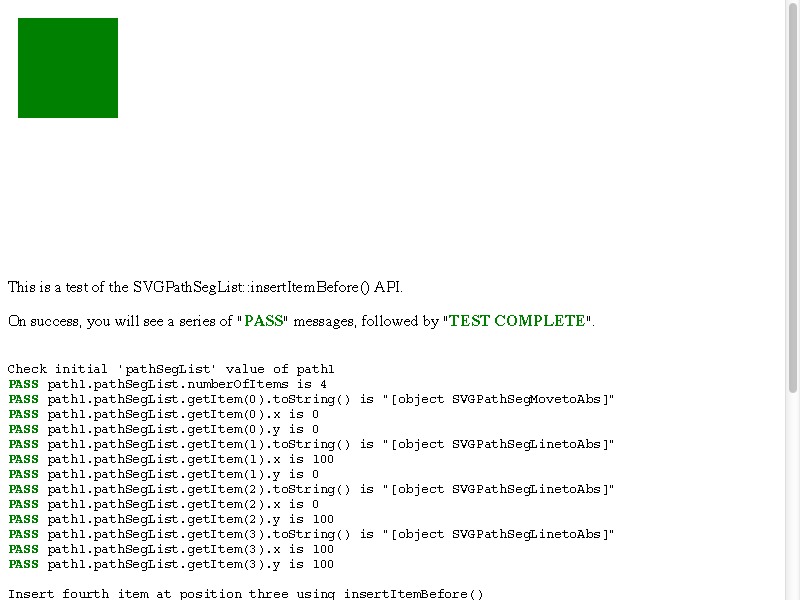 This is a test of the SVGPathSegList::insertItemBefore() API.
On success, you will see a series of "PASS" messages, followed by "TEST COMPLETE".
Check initial 'pathSegList' value of path1
PASS path1.pathSegList.numberOfItems is 4
PASS path1.pathSegList.getItem(0).toString() is "[object SVGPathSegMovetoAbs]"
PASS path1.pathSegList.getItem(0).x is 0
PASS path1.pathSegList.getItem(0).y is 0
PASS path1.pathSegList.getItem(1).toString() is "[object SVGPathSegLinetoAbs]"
PASS path1.pathSegList.getItem(1).x is 100
PASS path1.pathSegList.getItem(1).y is 0
PASS path1.pathSegList.getItem(2).toString() is "[object SVGPathSegLinetoAbs]"
PASS path1.pathSegList.getItem(2).x is 0
PASS path1.pathSegList.getItem(2).y is 100
PASS path1.pathSegList.getItem(3).toString() is "[object SVGPathSegLinetoAbs]"
PASS path1.pathSegList.getItem(3).x is 100
PASS path1.pathSegList.getItem(3).y is 100
Insert fourth item at position three using insertItemBefore()